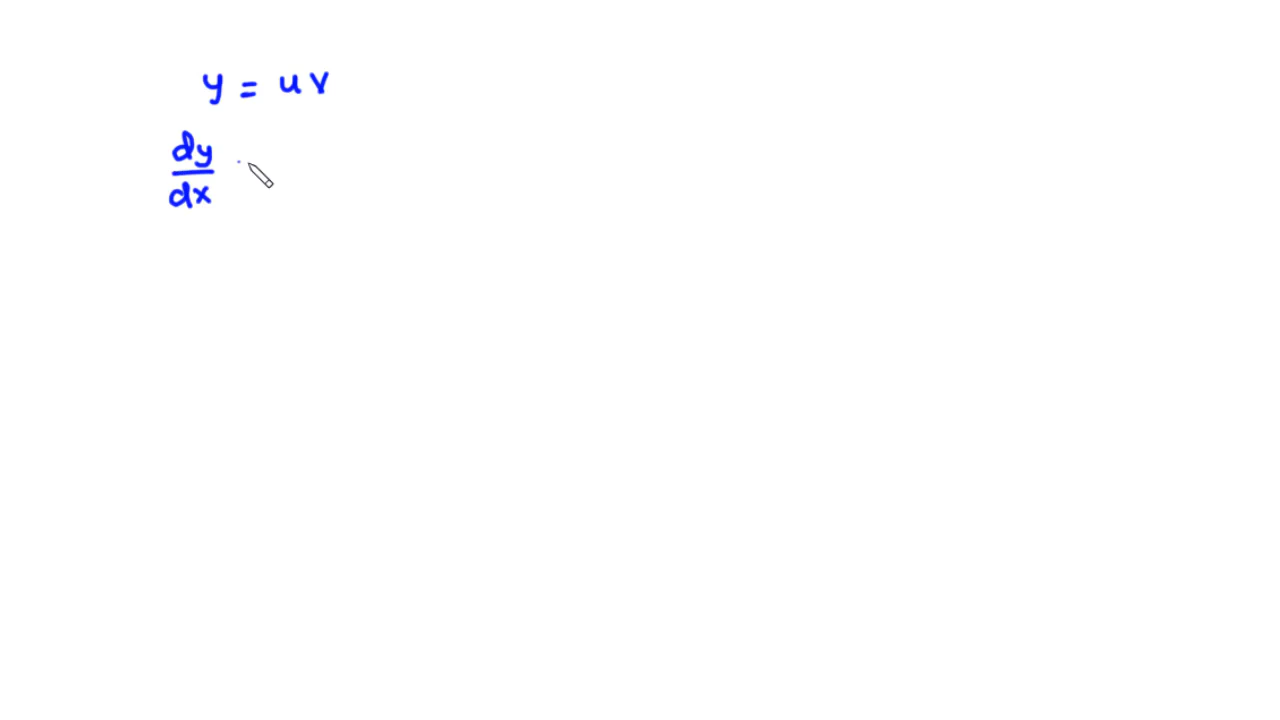 y = uv
dy/dx